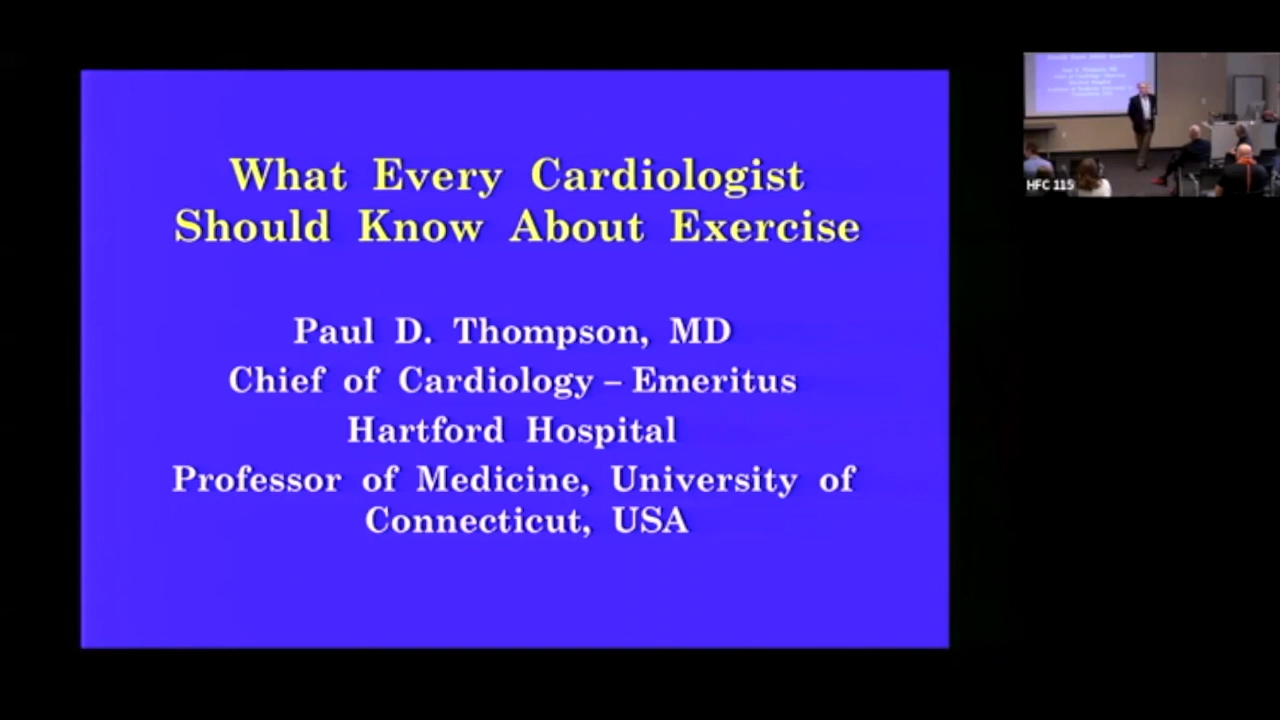 What Every Cardiologist
Should Know About Exercise
Paul D. Thompson, MD
Chief of Cardiology – Emeritus
Hartford Hospital
Professor of Medicine, University of
Connecticut, USA
HFC 115